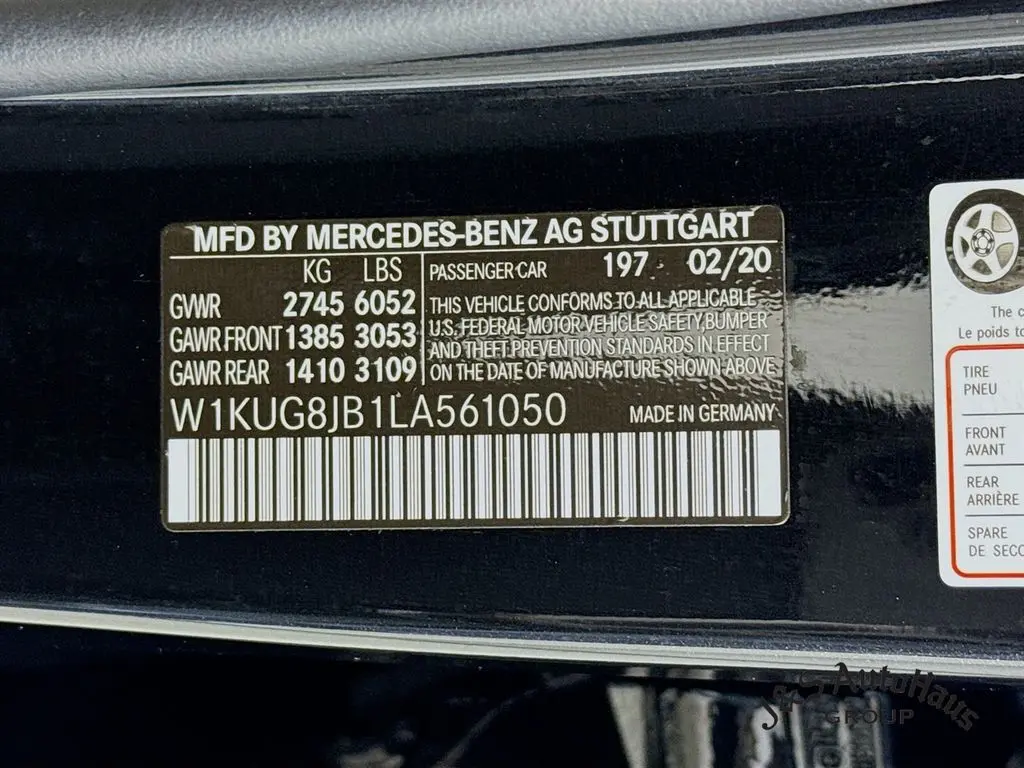 MFD BY MERCEDES-BENZ AG STUTTGART
KG LBS
GVWR 2745 6052
GAWR FRONT 1385 3053
GAWR REAR 1410 3109
PASSENGER CAR 197 02/20
THIS VEHICLE CONFORMS TO ALL APPLICABLE
U.S. FEDERAL MOTOR VEHICLE SAFETY, BUMPER
AND THEFT PREVENTION STANDARDS IN EFFECT
ON THE DATE OF MANUFACTURE SHOWN ABOVE
W1KUG8JB1LA561050 MADE IN GERMANY
The c
Le poids to
TIRE
PNEU
FRONT
AVANT
REAR
ARRIÈRE
SPARE
DE SECO
AutoHaus
GROUP